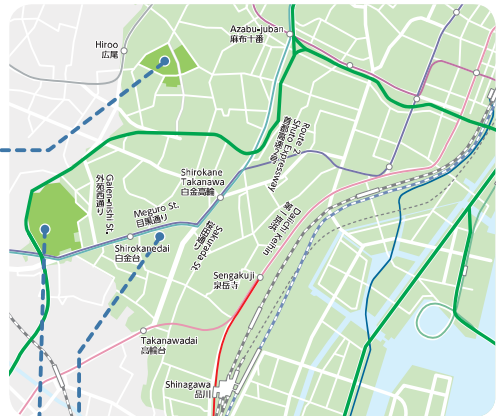 Azabu-juban
麻布十番
Hiroo
広尾
Route 2
Shuto Expressway
首都高速2号
Shirokane
Takanawa
白金高輪
Gaien-nishi St.
外苑西通り
Meguro St.
目黒通り
Daiichi Keihin
第一京浜
Sakurada St.
桜田通り
Shirokanedai
白金台
Sengakuji
泉岳寺
Takanawadai
高輪台
Shinagawa
品川